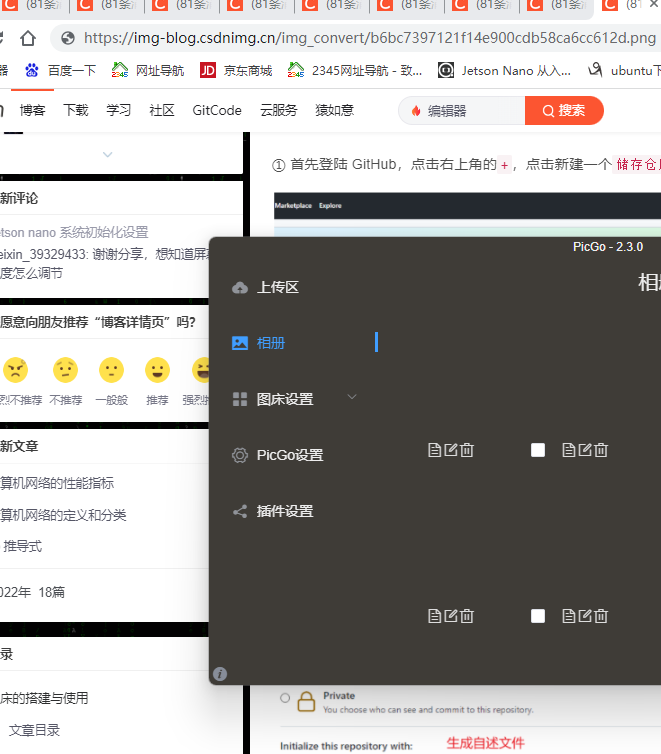 (81条消 (81条消 (81条消 (81条消 (81条消 (81条消 (81条消 (81
https://img-blog.csdnimg.cn/img_convert/b6bc7397121f14e900cdb58ca6cc612d.png
器 百度一下 网址导航 京东商城 2345网址导航 - 致... Jetson Nano 从入... ubuntu下
博客 下载 学习 社区 GitCode 云服务 猿如意 编辑器 搜索
① 首先登陆 GitHub，点击右上角的 +，点击新建一个 储存仓库
新评论
Marketplace Explore
etson nano 系统初始化设置
eixin_39329433: 谢谢分享，想知道屏幕
度怎么调节
PicGo - 2.3.0
相册
上传区
愿意向朋友推荐“博客详情页”吗？
相册
烈不推荐 不推荐 一般般 推荐 强烈推
图床设置
新文章
PicGo设置
算机网络的性能指标
算机网络的定义和分类
插件设置
推导式
022年 18篇
录
床的搭建与使用
Private
You choose who can see and commit to this repository.
文章目录
Initialize this repository with: 生成自述文件